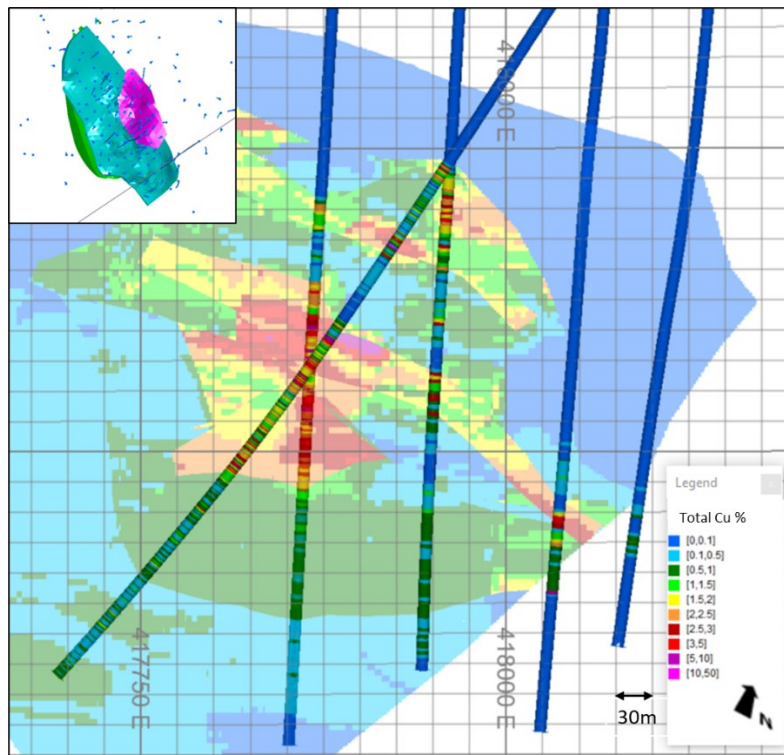 418000 E
417750 E
418000 E
Legend
Total Cu %
[0,0.1]
[0.1,0.5]
[0.5,1]
[1,1.5]
[1.5,2]
[2,2.5]
[2.5,3]
[3,5]
[5,10]
[10,50]
30m
N